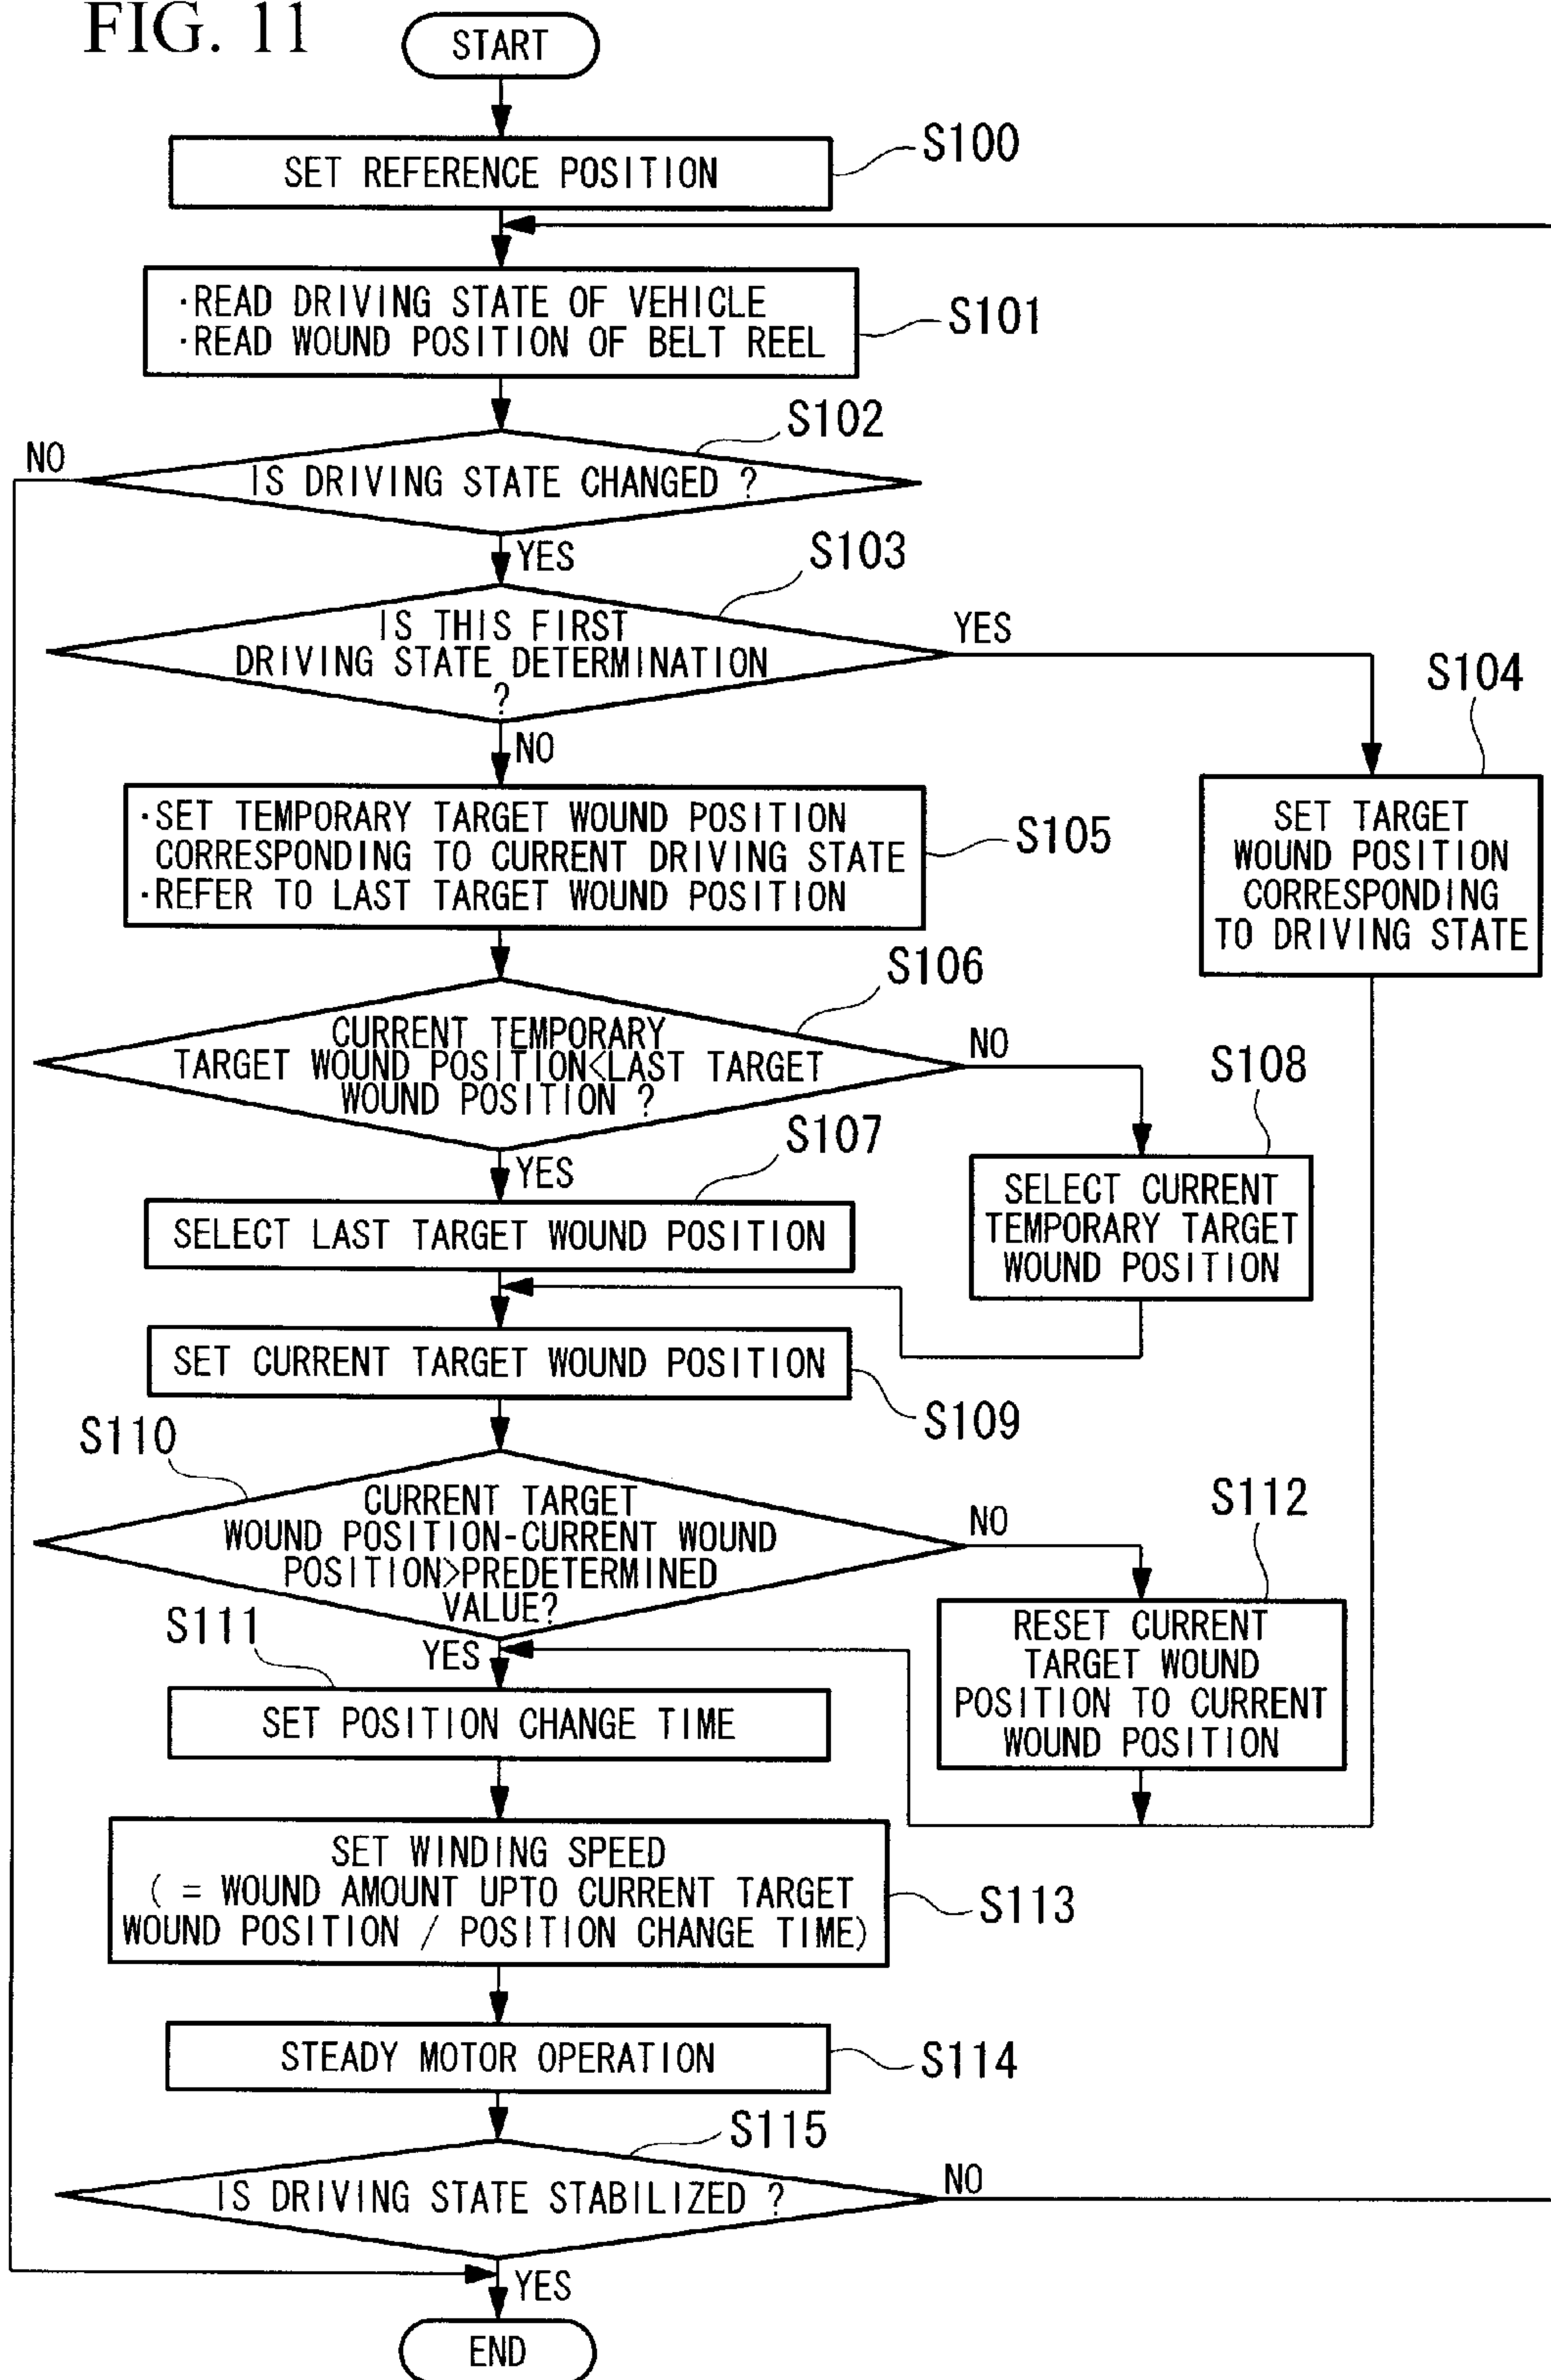 FIG. 11
START
SET REFERENCE POSITION
S100
·READ DRIVING STATE OF VEHICLE
·READ WOUND POSITION OF BELT REEL
S101
S102
NO
IS DRIVING STATE CHANGED ?
YES
S103
IS THIS FIRST
DRIVING STATE DETERMINATION
?
YES
NO
S104
SET TARGET
WOUND POSITION
CORRESPONDING
TO DRIVING STATE
·SET TEMPORARY TARGET WOUND POSITION
CORRESPONDING TO CURRENT DRIVING STATE
·REFER TO LAST TARGET WOUND POSITION
S105
S106
CURRENT TEMPORARY
TARGET WOUND POSITION<LAST TARGET
WOUND POSITION ?
NO
YES
S108
SELECT CURRENT
TEMPORARY TARGET
WOUND POSITION
S107
SELECT LAST TARGET WOUND POSITION
SET CURRENT TARGET WOUND POSITION
S109
S110
CURRENT TARGET
WOUND POSITION-CURRENT WOUND
POSITION>PREDETERMINED
VALUE?
NO
YES
S112
RESET CURRENT
TARGET WOUND
POSITION TO CURRENT
WOUND POSITION
S111
SET POSITION CHANGE TIME
SET WINDING SPEED
( = WOUND AMOUNT UPTO CURRENT TARGET
WOUND POSITION / POSITION CHANGE TIME)
S113
STEADY MOTOR OPERATION
S114
S115
IS DRIVING STATE STABILIZED ?
NO
YES
END